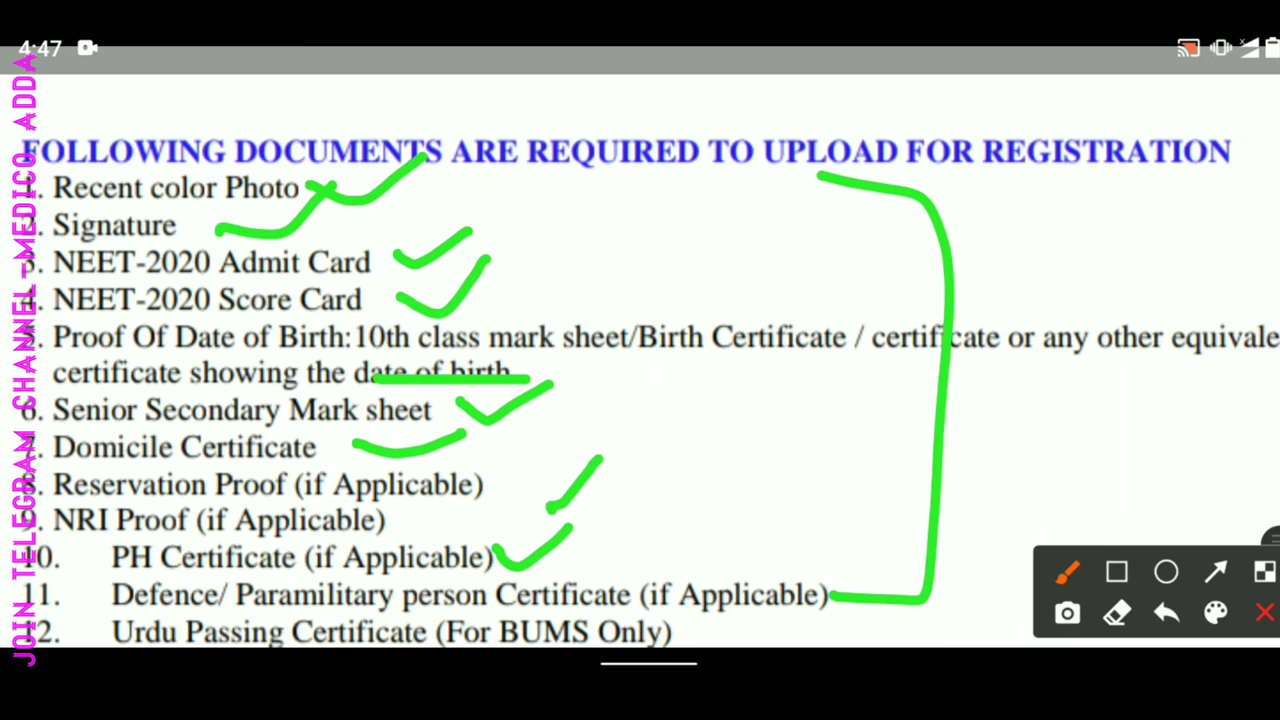 4:47
FOLLOWING DOCUMENTS ARE REQUIRED TO UPLOAD FOR REGISTRATION
1. Recent color Photo
2. Signature
3. NEET-2020 Admit Card
4. NEET-2020 Score Card
5. Proof Of Date of Birth:10th class mark sheet/Birth Certificate / certificate or any other equivale
certificate showing the date of birth
6. Senior Secondary Mark sheet
7. Domicile Certificate
8. Reservation Proof (if Applicable)
9. NRI Proof (if Applicable)
10. PH Certificate (if Applicable)
11. Defence/ Paramilitary person Certificate (if Applicable)
12. Urdu Passing Certificate (For BUMS Only)
JOIN TELEGRAM CHANNEL-MEDICO ADDA